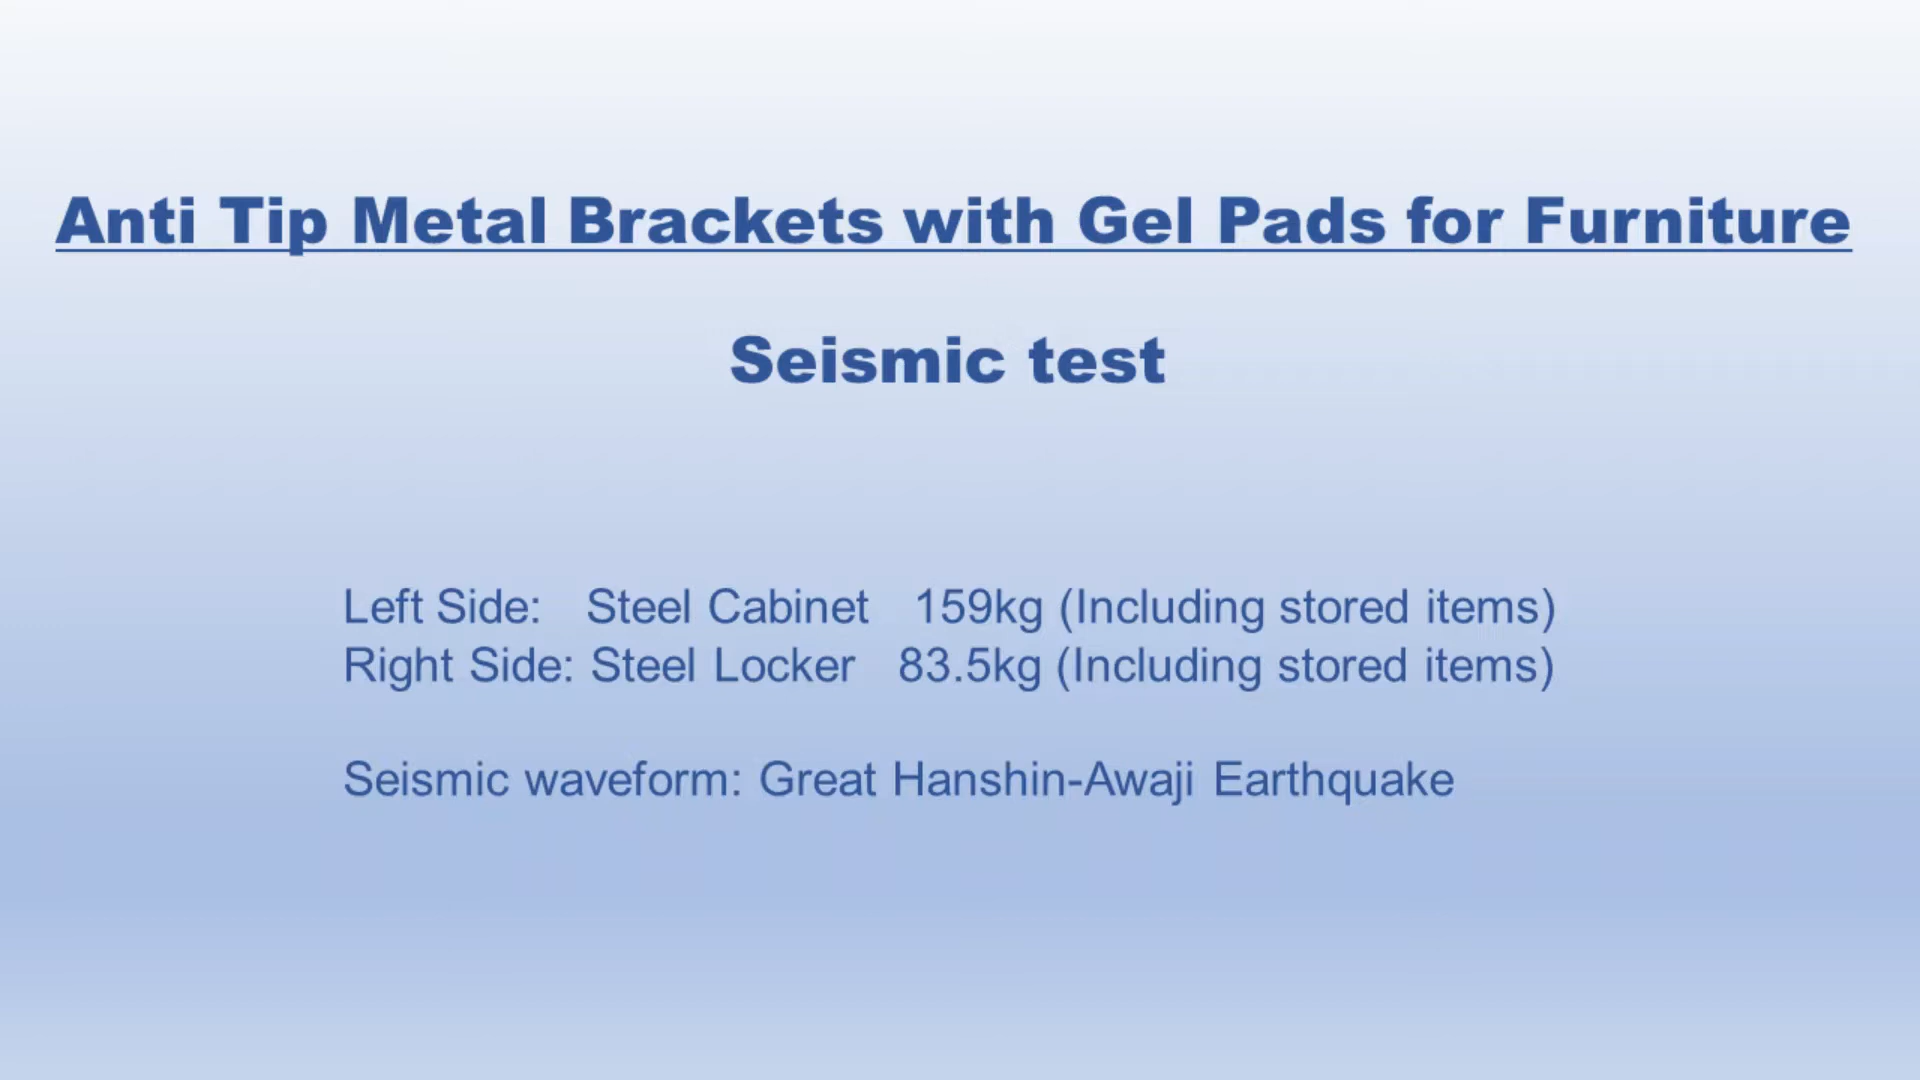 Anti Tip Metal Brackets with Gel Pads for Furniture
Seismic test
Left Side: Steel Cabinet 159kg (Including stored items)
Right Side: Steel Locker 83.5kg (Including stored items)
Seismic waveform: Great Hanshin-Awaji Earthquake